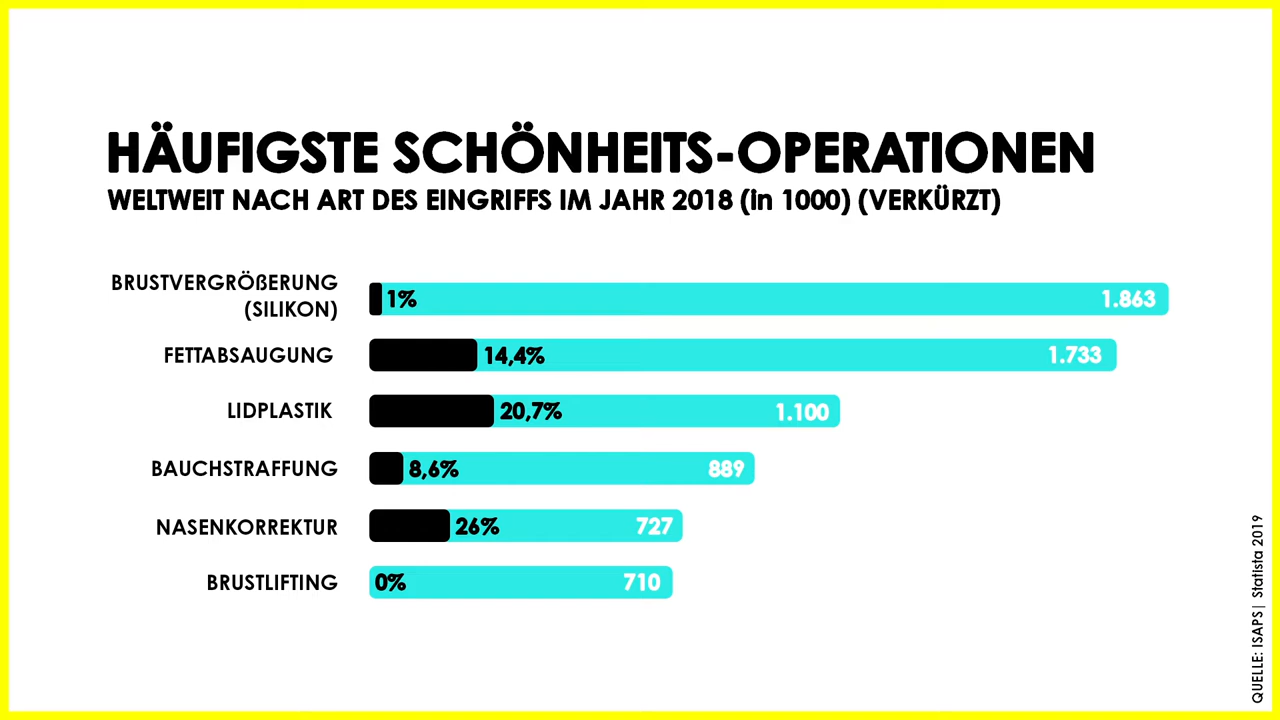 HÄUFIGSTE SCHÖNHEITS-OPERATIONEN
WELTWEIT NACH ART DES EINGRIFFS IM JAHR 2018 (in 1000) (VERKÜRZT)
BRUSTVERGRÖßERUNG
(SILIKON)
1%
1.863
FETTABSAUGUNG
14,4%
1.733
LIDPLASTIK
20,7%
1.100
BAUCHSTRAFFUNG
8,6%
889
NASENKORREKTUR
26%
727
BRUSTLIFTING
0%
710
QUELLE: ISAPS| Statista 2019